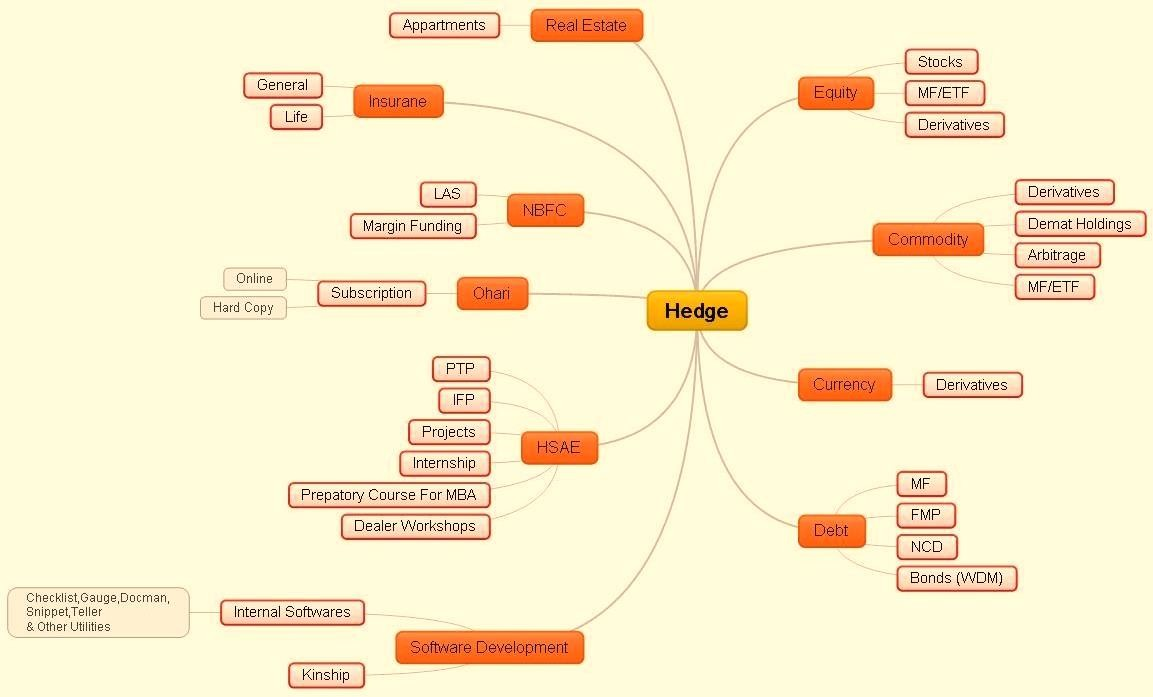 Appartments
Real Estate
General
Life
Insurane
LAS
Margin Funding
NBFC
Online
Hard Copy
Subscription
Ohari
PTP
IFP
Projects
Internship
Prepatory Course For MBA
Dealer Workshops
HSAE
Checklist,Gauge,Docman,
Snippet,Teller
& Other Utilities
Internal Softwares
Kinship
Software Development
Hedge
Equity
Stocks
MF/ETF
Derivatives
Commodity
Derivatives
Demat Holdings
Arbitrage
MF/ETF
Currency
Derivatives
Debt
MF
FMP
NCD
Bonds (WDM)